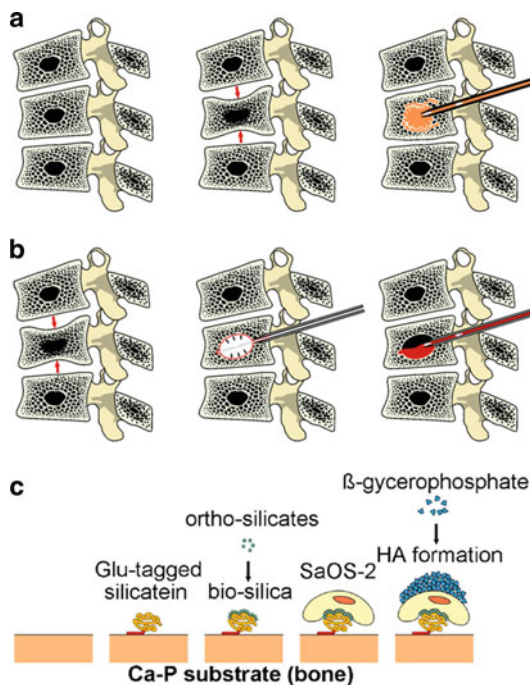 a
b
c
ß-gycerophosphate
ortho-silicates
HA formation
Glu-tagged
silicatein
bio-silica
SaOS-2
Ca-P substrate (bone)